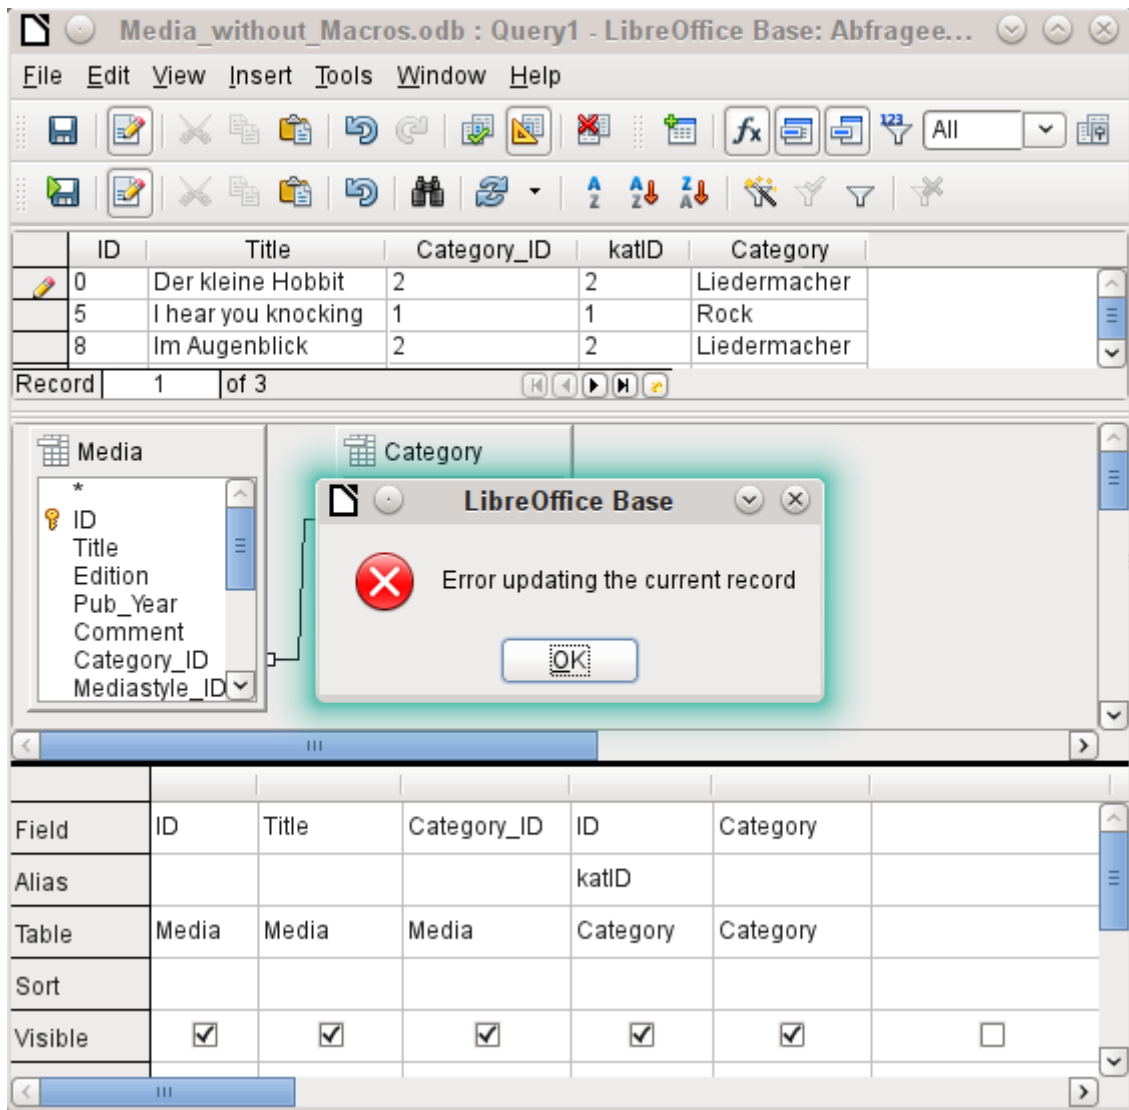 Media_without_Macros.odb : Query1 - LibreOffice Base: Abfragee...
File Edit View Insert Tools Window Help
fx 123 All
A Z A Z Z A
ID Title Category_ID katID Category
0 Der kleine Hobbit 2 2 Liedermacher
5 I hear you knocking 1 1 Rock
8 Im Augenblick 2 2 Liedermacher
Record 1 of 3
Media Category
LibreOffice Base
*
ID
Title
Edition
Pub_Year
Comment
Category_ID
Mediastyle_ID
Error updating the current record
OK
Field ID Title Category_ID ID Category
Alias katID
Table Media Media Media Category Category
Sort
Visible